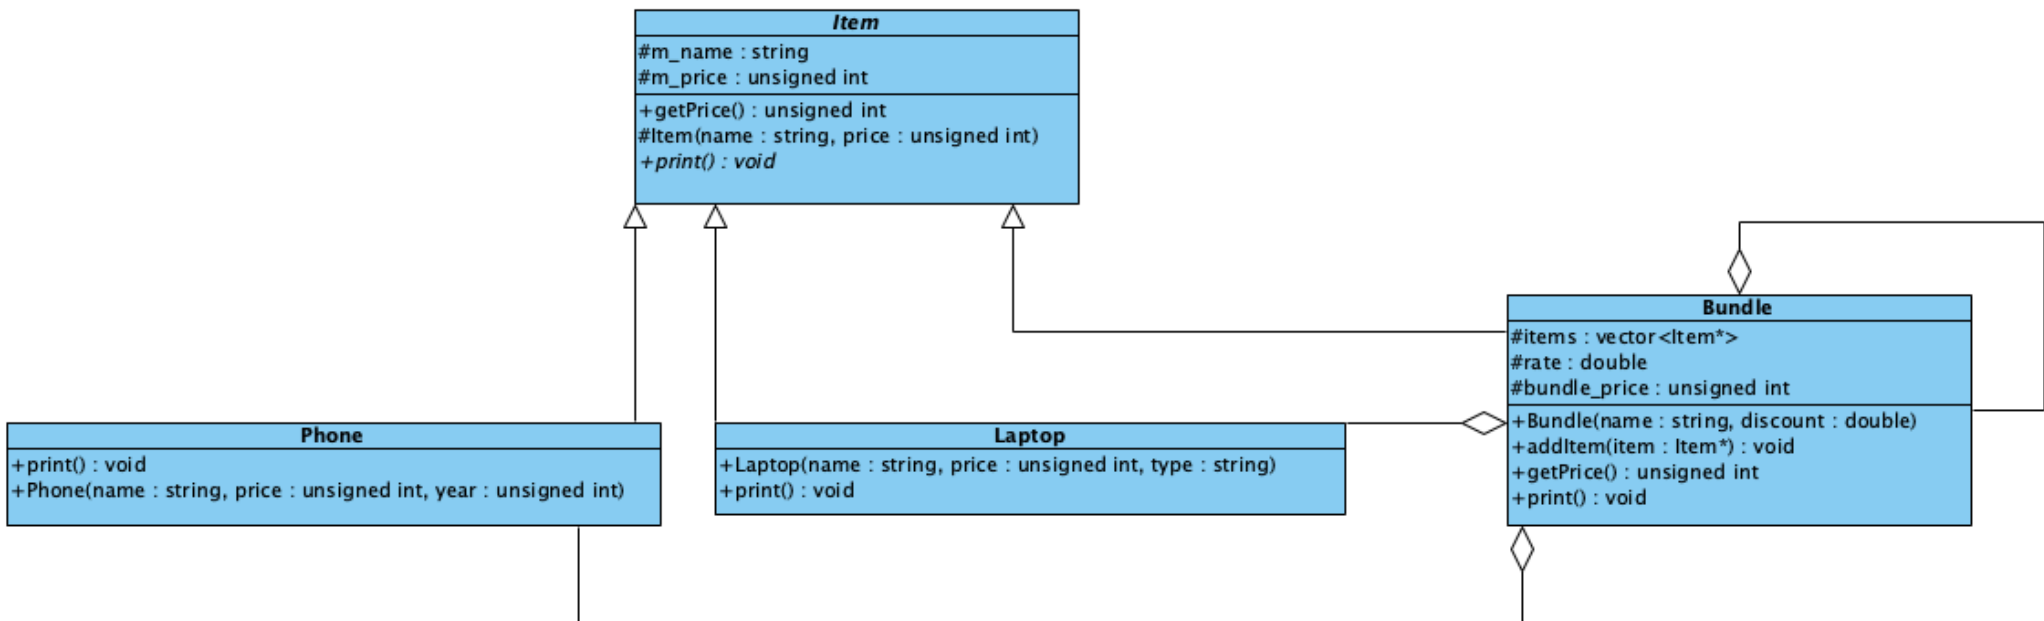 Item
#m_name : string
#m_price : unsigned int
+getPrice() : unsigned int
#Item(name : string, price : unsigned int)
+print() : void
Phone
+print() : void
+Phone(name : string, price : unsigned int, year : unsigned int)
Laptop
+Laptop(name : string, price : unsigned int, type : string)
+print() : void
Bundle
#items : vector<Item*>
#rate : double
#bundle_price : unsigned int
+Bundle(name : string, discount : double)
+addItem(item : Item*) : void
+getPrice() : unsigned int
+print() : void